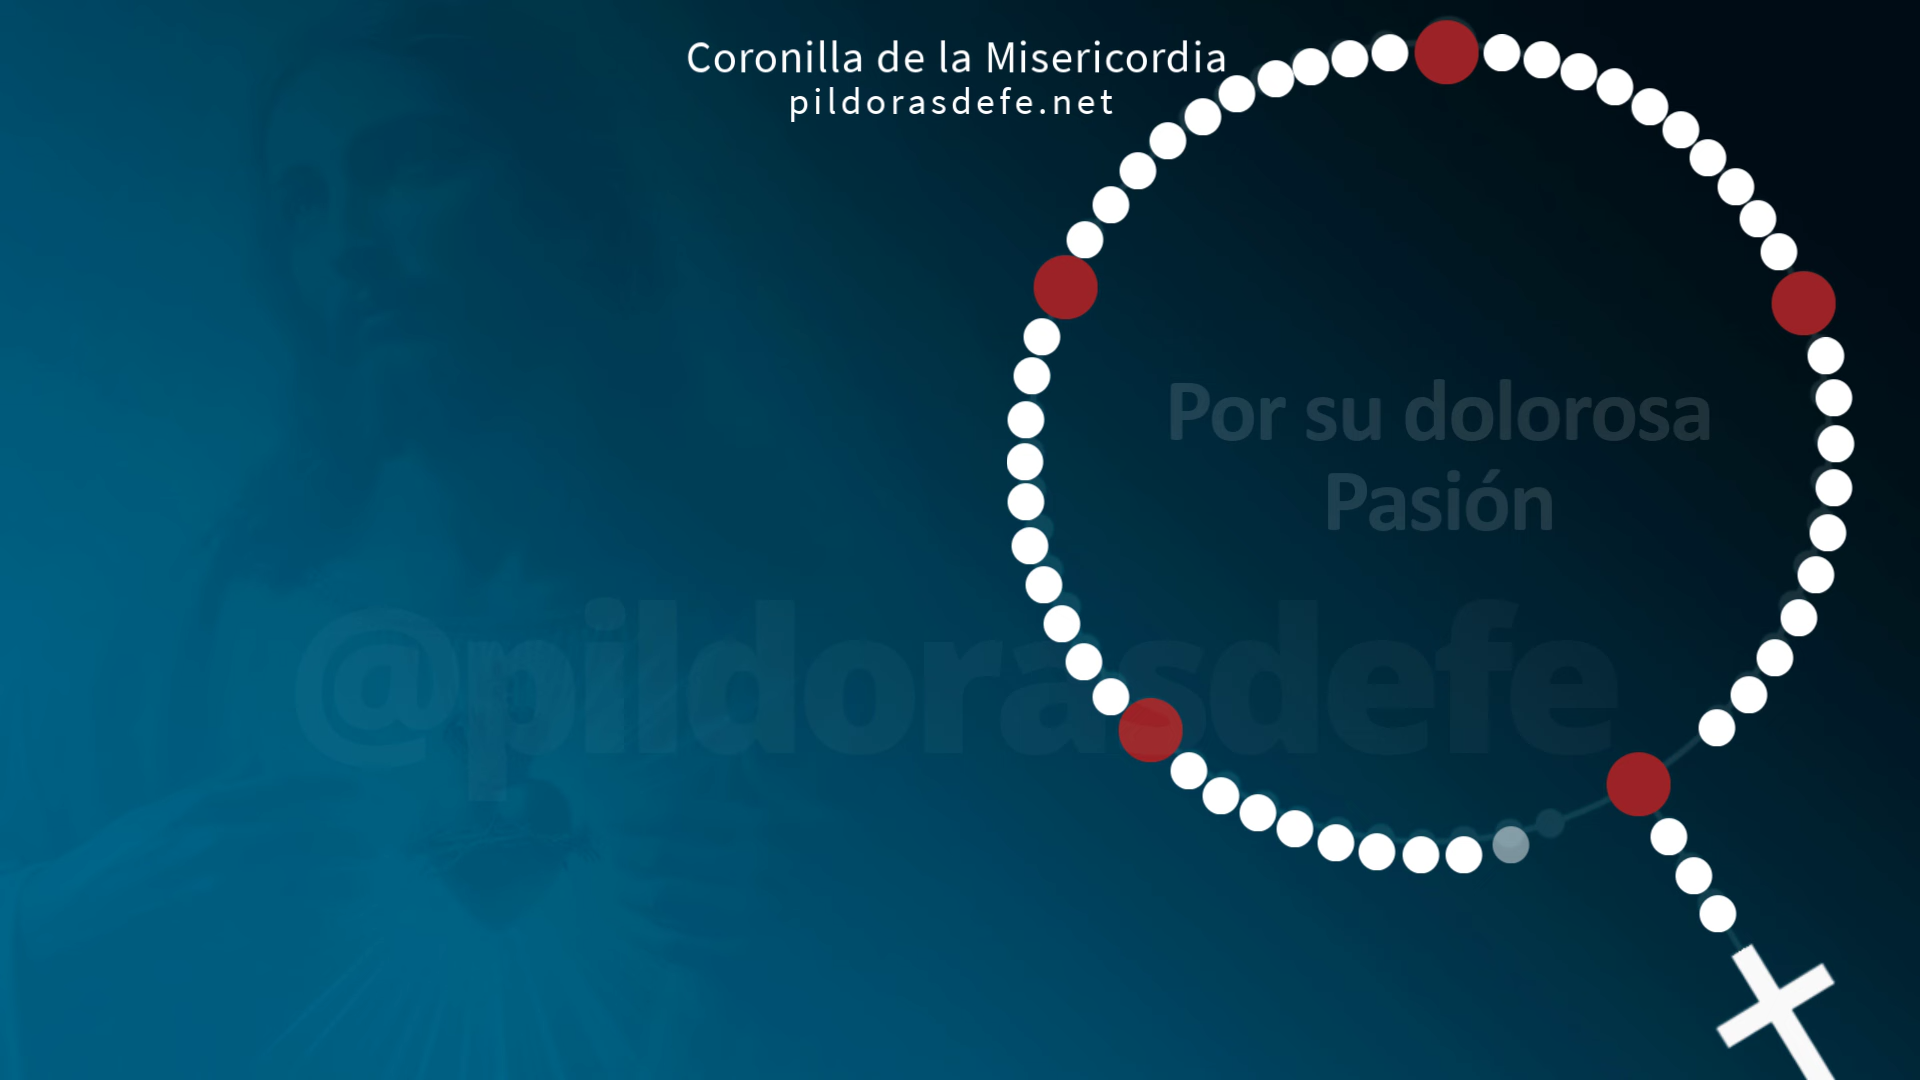 Coronilla de la Misericordia
pildorasdefe.net
Por su dolorosa
Pasión
@pildorasdefe